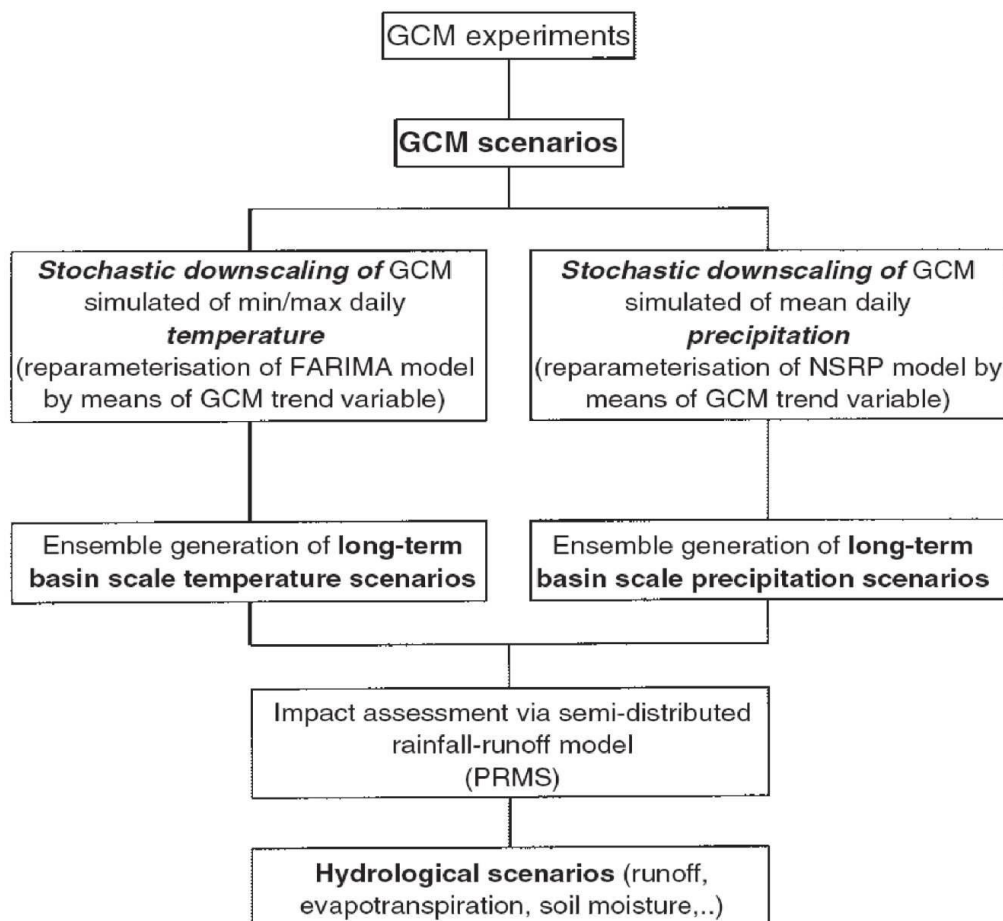 GCM experiments
GCM scenarios
Stochastic downscaling of GCM
simulated of min/max daily
temperature
(reparameterisation of FARIMA model
by means of GCM trend variable)
Stochastic downscaling of GCM
simulated of mean daily
precipitation
(reparameterisation of NSRP model by
means of GCM trend variable)
Ensemble generation of long-term
basin scale temperature scenarios
Ensemble generation of long-term
basin scale precipitation scenarios
Impact assessment via semi-distributed
rainfall-runoff model
(PRMS)
Hydrological scenarios (runoff,
evapotranspiration, soil moisture,..)